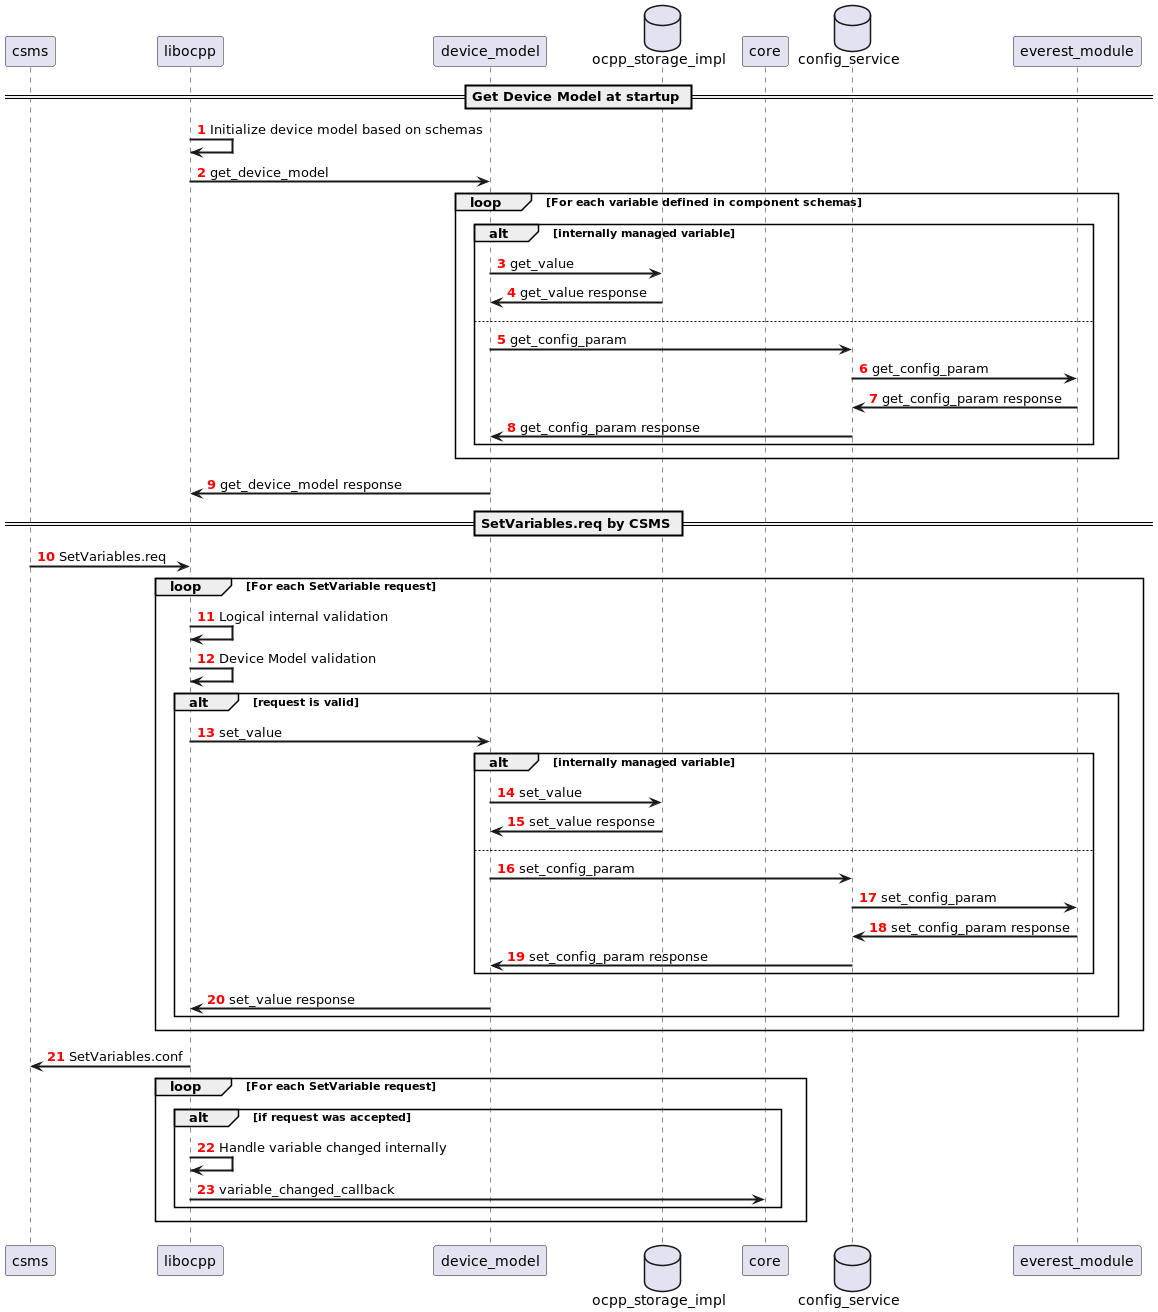 csms
libocpp
device_model
ocpp_storage_impl
core
config_service
everest_module
Get Device Model at startup
1 Initialize device model based on schemas
2 get_device_model
loop [For each variable defined in component schemas]
alt [internally managed variable]
3 get_value
4 get_value response
5 get_config_param
6 get_config_param
7 get_config_param response
8 get_config_param response
9 get_device_model response
SetVariables.req by CSMS
10 SetVariables.req
loop [For each SetVariable request]
11 Logical internal validation
12 Device Model validation
alt [request is valid]
13 set_value
alt [internally managed variable]
14 set_value
15 set_value response
16 set_config_param
17 set_config_param
18 set_config_param response
19 set_config_param response
20 set_value response
21 SetVariables.conf
loop [For each SetVariable request]
alt [if request was accepted]
22 Handle variable changed internally
23 variable_changed_callback
csms
libocpp
device_model
ocpp_storage_impl
core
config_service
everest_module